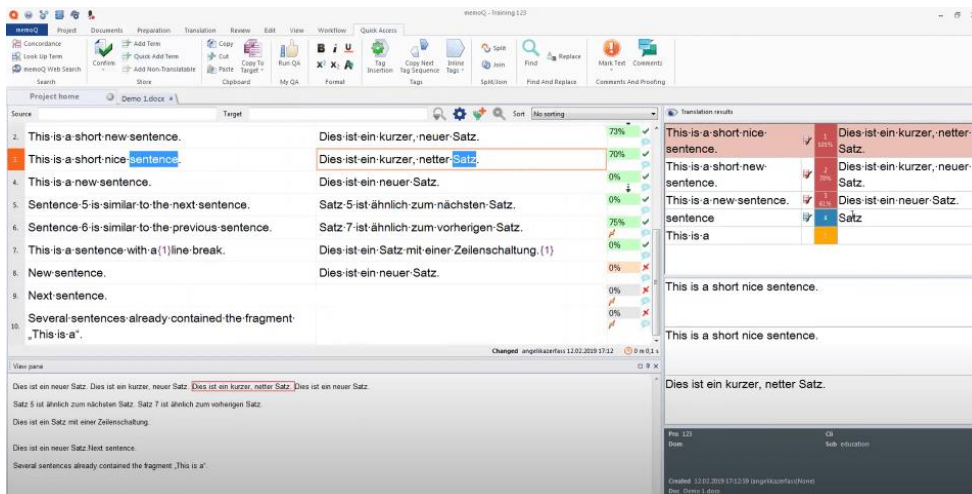 memoQ - Training 123
memoQ Project Documents Preparation Translation Review Edit View Workflow Quick Access
Concordance
Look Up Term
memoQ Web Search
Search
Confirm
Add Term
Quick Add Term
Add Non-Translatable
Store
Copy
Cut
Paste
Copy To Target
Clipboard
Run QA
My QA
B i U
X² X₂ A
Format
Tag Insertion
Copy Next Tag Sequence
Inline Tags
Tags
Split
Join
Split/Join
Find
Replace
Find And Replace
Mark Text
Comments
Comments And Proofing
Project home Demo 1.docx ×
Source Target Sort No sorting
2. This·is·a·short·new·sentence. Dies·ist·ein·kurzer,·neuer·Satz. 73%
3. This·is·a·short·nice·sentence. Dies·ist·ein·kurzer,·netter·Satz. 70%
4. This·is·a·new·sentence. Dies·ist·ein·neuer·Satz. 0%
5. Sentence·5·is·similar·to·the·next·sentence. Satz·5·ist·ähnlich·zum·nächsten·Satz. 0%
6. Sentence·6·is·similar·to·the·previous·sentence. Satz·7·ist·ähnlich·zum·vorherigen·Satz. 75%
7. This·is·a·sentence·with·a{1}line·break. Dies·ist·ein·Satz·mit·einer·Zeilenschaltung.{1} 0%
8. New·sentence. Dies·ist·ein·neuer·Satz. 0%
9. Next·sentence. 0%
10. Several·sentences·already·contained·the·fragment· 0%
„This·is·a“.
Changed angelikazerfass 12.02.2019 17:12 0 m 0,1 s
View pane
Dies ist ein neuer Satz. Dies ist ein kurzer, neuer Satz. Dies ist ein kurzer, netter Satz. Dies ist ein neuer Satz.
Satz 5 ist ähnlich zum nächsten Satz. Satz 7 ist ähnlich zum vorherigen Satz.
Dies ist ein Satz mit einer Zeilenschaltung.
Dies ist ein neuer Satz.Next sentence.
Several sentences already contained the fragment „This is a“.
Translation results
This·is·a·short·nice· 1 Dies·ist·ein·kurzer,·netter·
sentence. 101% Satz.
This·is·a·short·new· 2 Dies·ist·ein·kurzer,·neuer·
sentence. 70% Satz.
This·is·a·new·sentence. 3 61% Dies·ist·ein·neuer·Satz.
sentence 4 Satz
This·is·a
This is a short nice sentence.
This is a short nice sentence.
Dies ist ein kurzer, netter Satz.
Pro 123 Cli
Dom Sub education
Created 12.02.2019 17:12:59 (angelikazerfass(None)
Doc Demo 1.docx